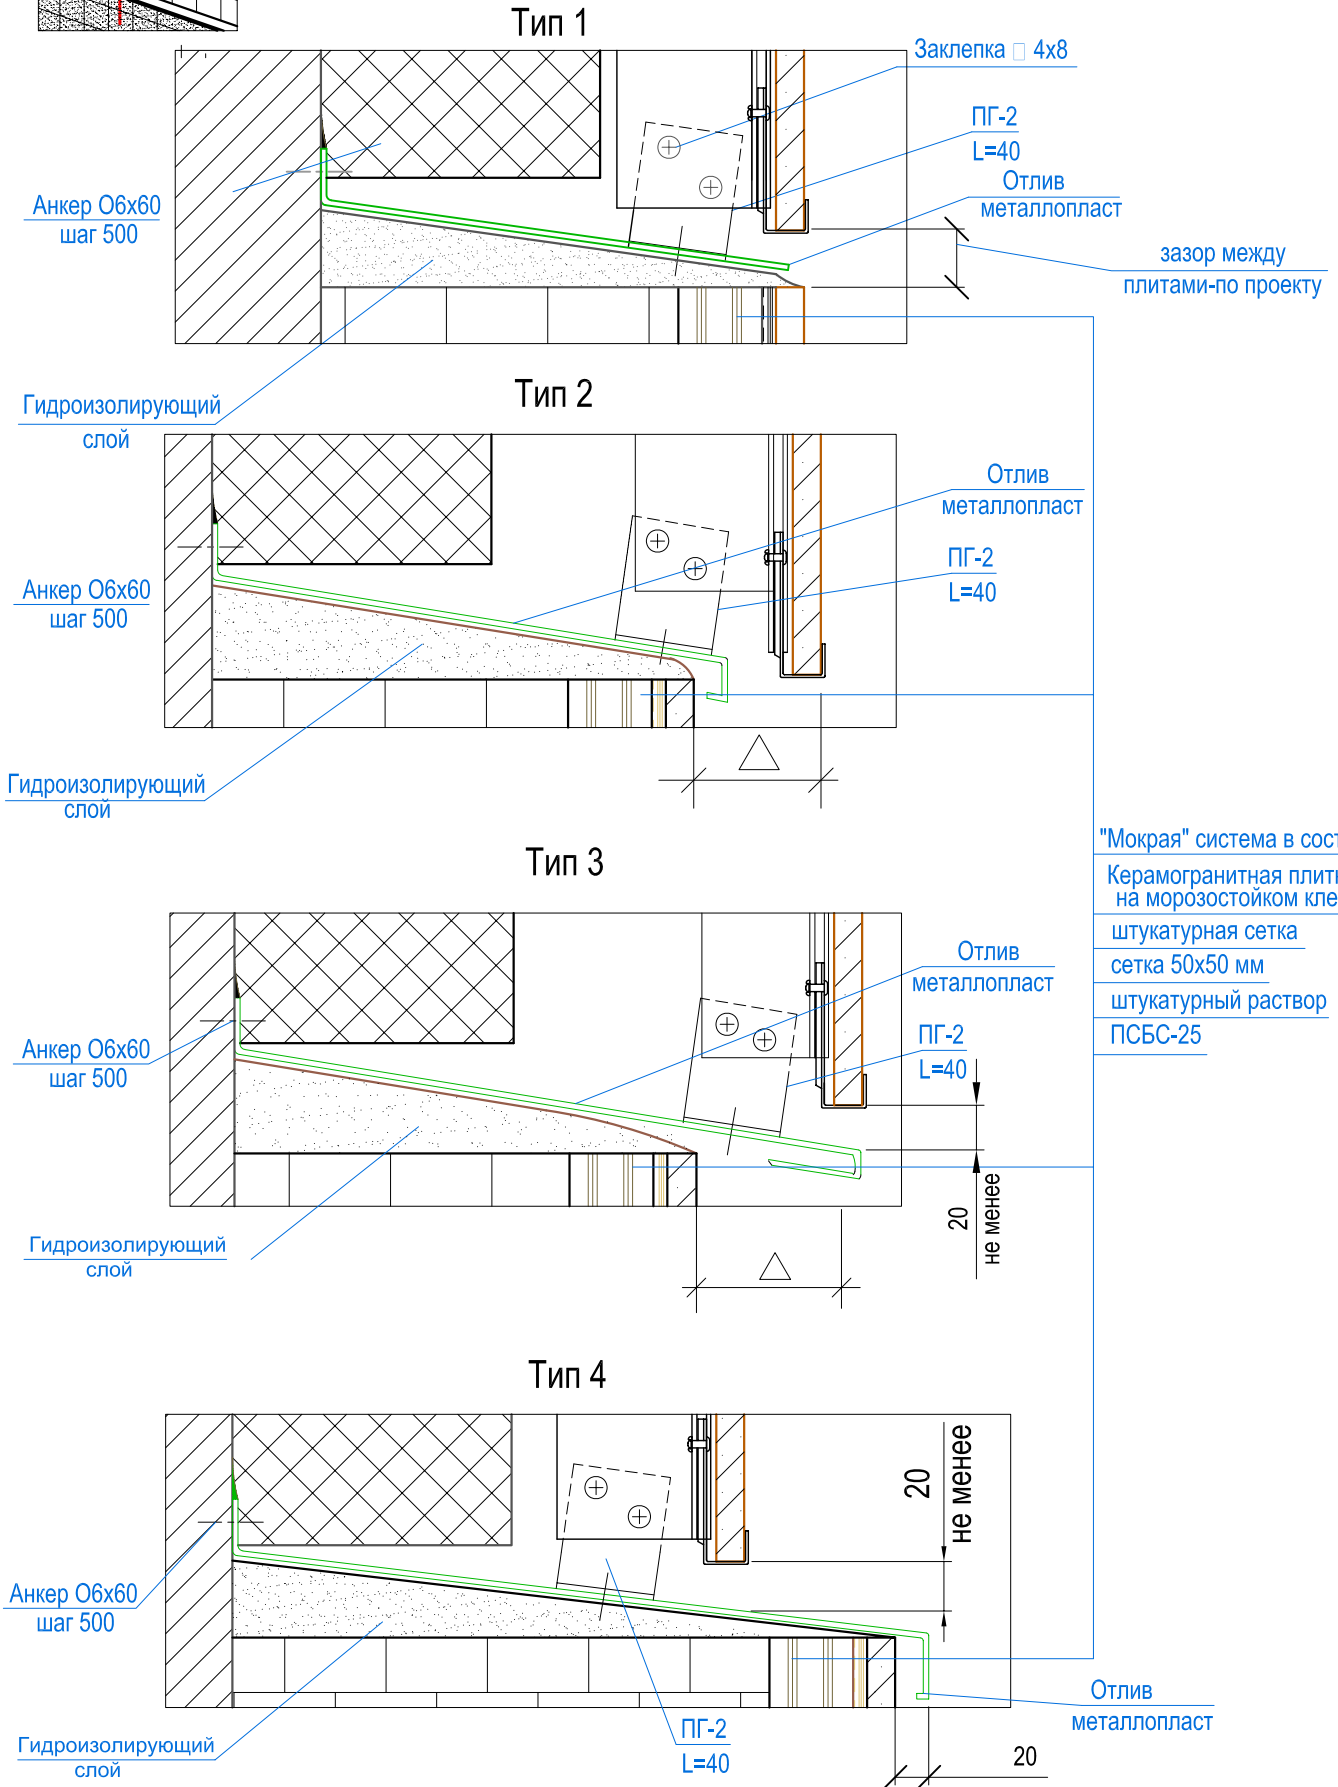 Тип 1
Заклепка □ 4х8
ПГ-2
L=40
Отлив
металлопласт
Анкер О6х60
шаг 500
зазор между
плитами-по проекту
Гидроизолирующий
слой
Тип 2
Отлив
металлопласт
ПГ-2
L=40
Анкер О6х60
шаг 500
Гидроизолирующий
слой
"Мокрая" система в
Керамогранитная
на морозостойком
штукатурная сетка
сетка 50х50 мм
штукатурный раствор
ПСБС-25
Тип 3
Отлив
металлопласт
ПГ-2
L=40
Анкер О6х60
шаг 500
20
не менее
Гидроизолирующий
слой
Тип 4
20
не менее
Анкер О6х60
шаг 500
Отлив
металлопласт
ПГ-2
L=40
Гидроизолирующий
слой
20